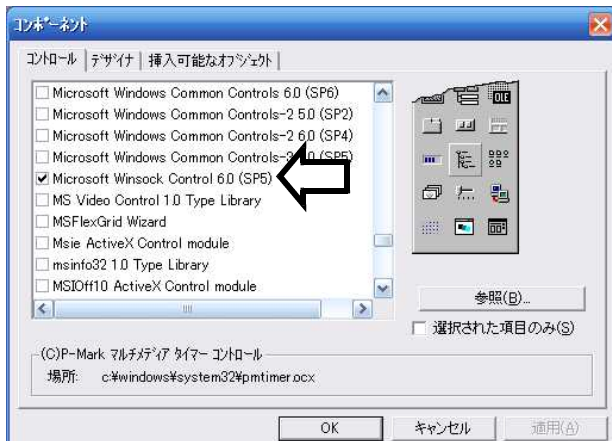 コンポーネント
コントロール デザイナ 挿入可能なオブジェクト
Microsoft Windows Common Controls 6.0 (SP6)
Microsoft Windows Common Controls-2 5.0 (SP2)
Microsoft Windows Common Controls-2 6.0 (SP4)
Microsoft Windows Common Controls-3 6.0 (SP5)
Microsoft Winsock Control 6.0 (SP5)
MS Video Control 1.0 Type Library
MSFlexGrid Wizard
Msie ActiveX Control module
msinfo32 1.0 Type Library
MSIOff10 ActiveX Control module
OLE
参照(B)...
選択された項目のみ(S)
(C)P-Mark マルチメディア タイマー コントロール
場所: c:¥windows¥system32¥pmtimer.ocx
OK キャンセル 適用(A)